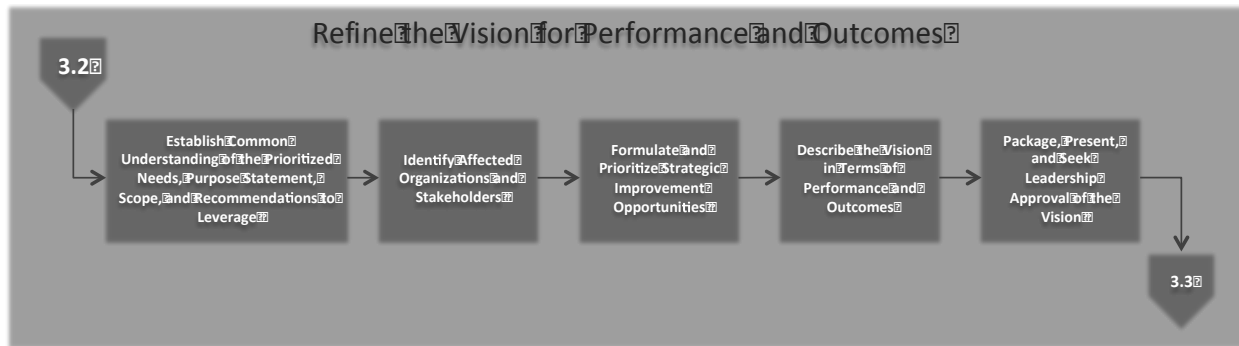 Refine the Vision for Performance and Outcomes
3.2
Establish Common
Understanding of the Prioritized
Needs, Purpose Statement,
Scope, and Recommendations to
Leverage
Identify Affected
Organizations and
Stakeholders
Formulate and
Prioritize Strategic
Improvement
Opportunities
Describe the Vision
in Terms of
Performance and
Outcomes
Package, Present,
and Seek
Leadership
Approval of the
Vision
3.3